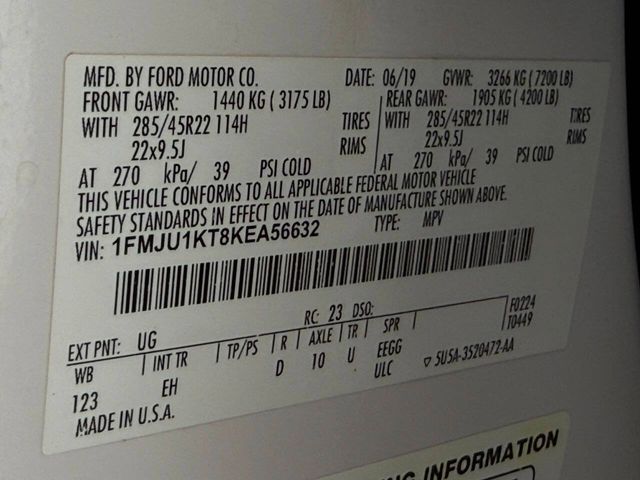 MFD. BY FORD MOTOR CO. DATE: 06/19 GVWR: 3266 KG ( 7200 LB)
FRONT GAWR: 1440 KG ( 3175 LB) REAR GAWR: 1905 KG ( 4200 LB)
WITH 285/45R22 114H TIRES WITH 285/45R22 114H TIRES
22x9.5J RIMS 22x9.5J RIMS
AT 270 kPa/ 39 PSI COLD AT 270 kPa/ 39 PSI COLD
THIS VEHICLE CONFORMS TO ALL APPLICABLE FEDERAL MOTOR VEHICLE
SAFETY STANDARDS IN EFFECT ON THE DATE OF MANUFACTURE SHOWN ABOVE.
VIN: 1FMJU1KT8KEA56632 TYPE: MPV
F0224
T0449
EXT PNT: UG RC: 23 DSO:
WB INT TR TP/PS R AXLE TR SPR
123 EH D 10 U EEGG
ULC 5U5A-3520472-AA
MADE IN U.S.A.
INFORMATION